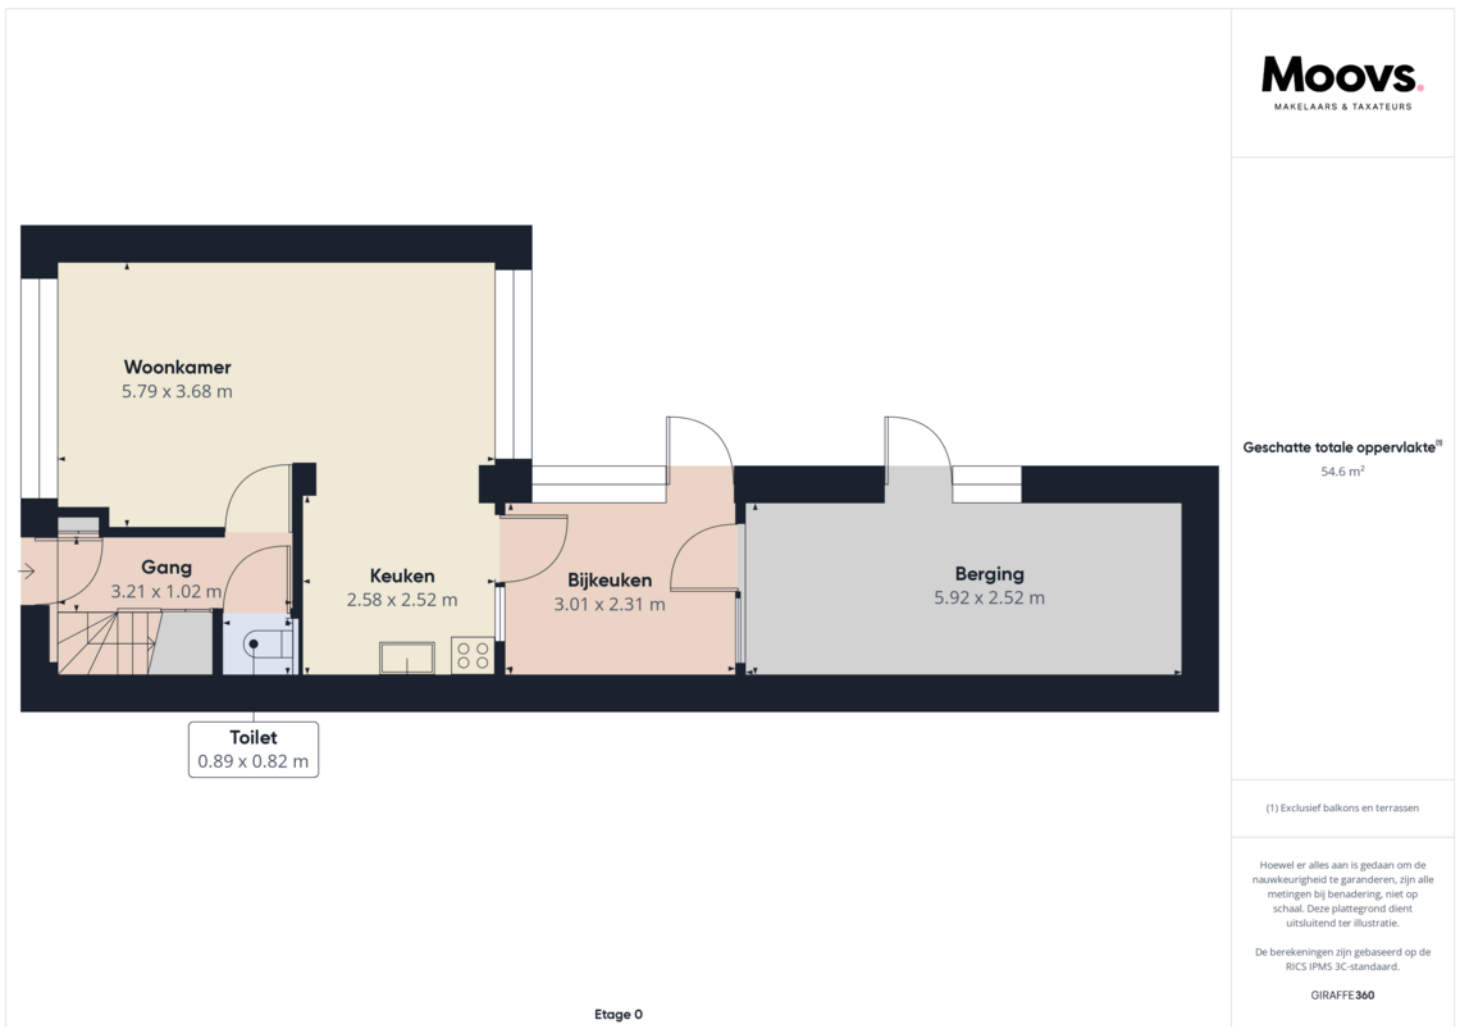 Moovs.
MAKELAARS & TAXATEURS
Woonkamer
5.79 x 3.68 m
Gang
3.21 x 1.02 m
Keuken
2.58 x 2.52 m
Bijkeuken
3.01 x 2.31 m
Berging
5.92 x 2.52 m
Toilet
0.89 x 0.82 m
Etage 0
Geschatte totale oppervlakte(1)
54.6 m²
(1) Exclusief balkons en terrassen
Hoewel er alles aan is gedaan om de
nauwkeurigheid te garanderen, zijn alle
metingen bij benadering, niet op
schaal. Deze plattegrond dient
uitsluitend ter illustratie.
De berekeningen zijn gebaseerd op de
RICS IPMS 3C-standaard.
GIRAFFE360